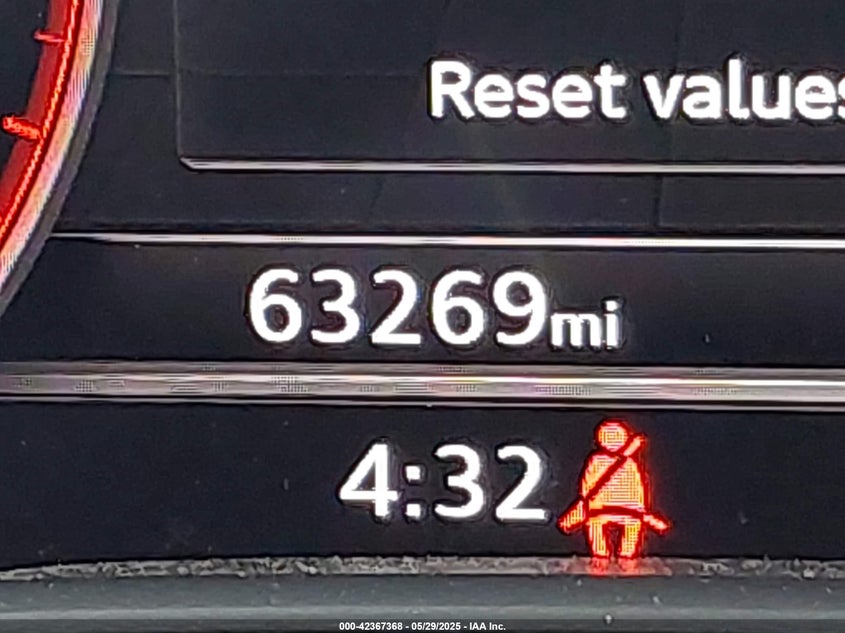 Reset values
63269mi
4:32
000-42367368 - 05/29/2025 - IAA Inc.